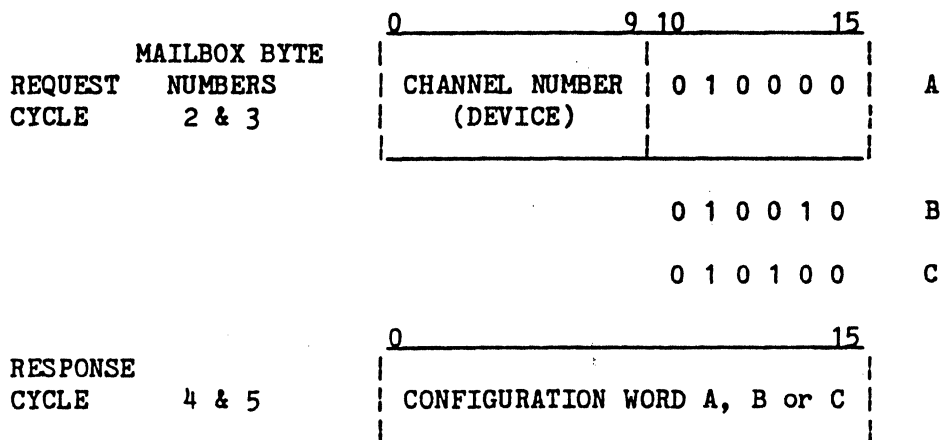 0 9 10 15
MAILBOX BYTE
REQUEST NUMBERS CHANNEL NUMBER 0 1 0 0 0 0 A
CYCLE 2 & 3 (DEVICE)
0 1 0 0 1 0 B
0 1 0 1 0 0 C
0 15
RESPONSE
CYCLE 4 & 5 CONFIGURATION WORD A, B or C